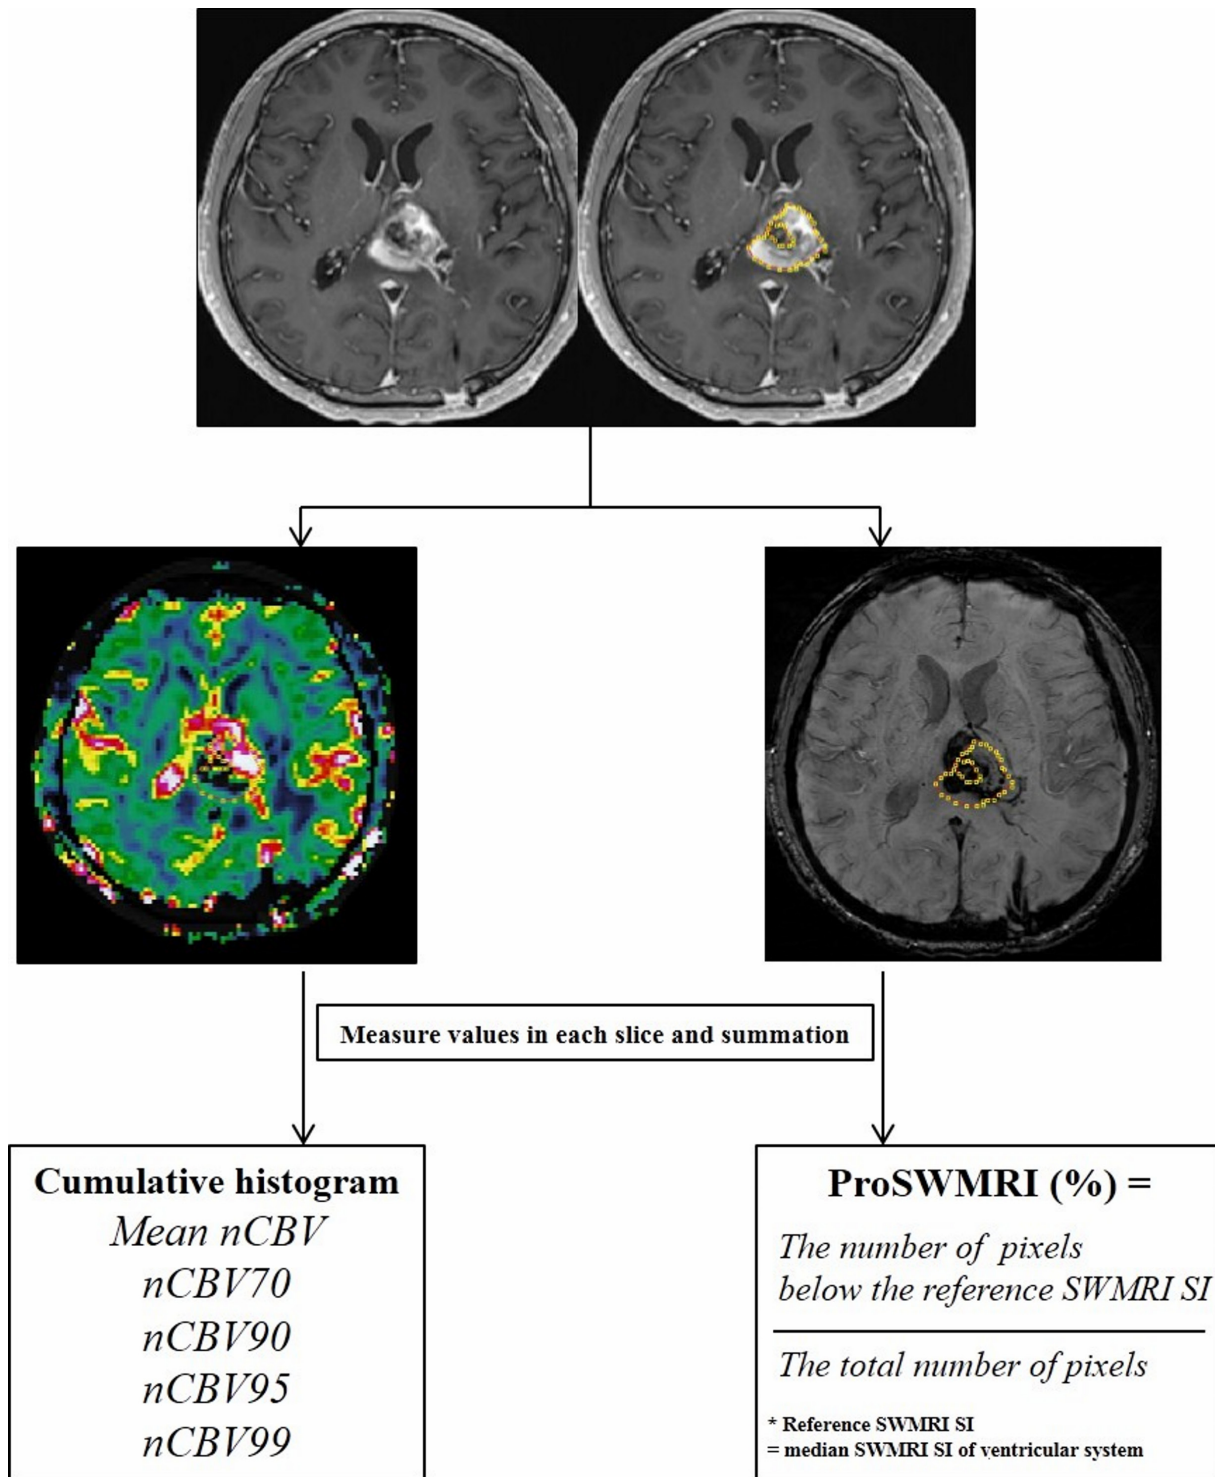 Measure values in each slice and summation
Cumulative histogram
Mean nCBV
nCBV70
nCBV90
nCBV95
nCBV99
ProSWMRI (%) =
The number of pixels
below the reference SWMRI SI
The total number of pixels
* Reference SWMRI SI
= median SWMRI SI of ventricular system